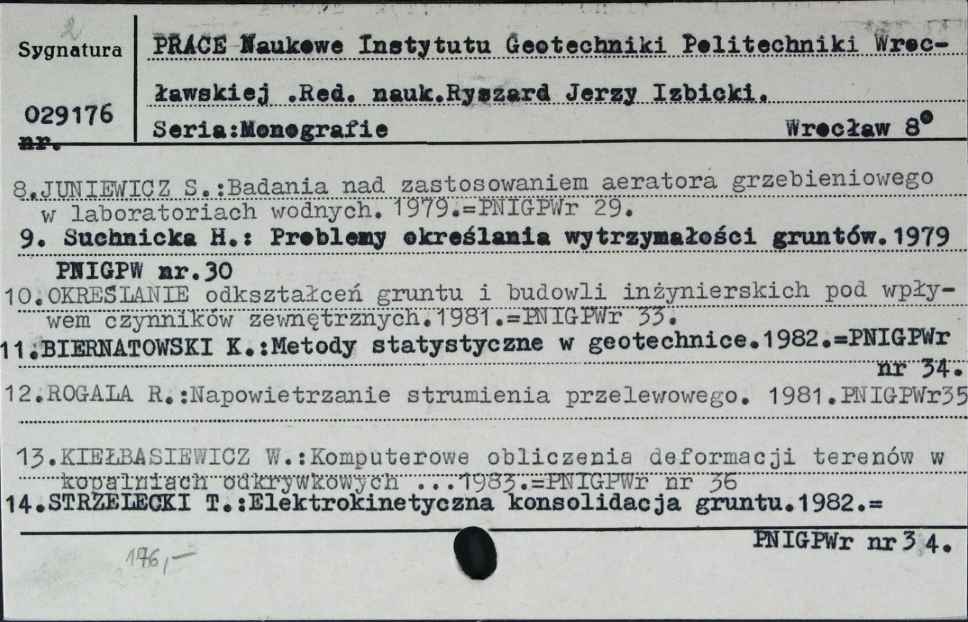 2
Sygnatura
PRACE Naukowe Instytutu Geotechniki Politechniki Wroc-
ławskiej .Red. nauk.Ryszard Jerzy Izbicki.
029176
Seria:Monografie Wrocław 8°
nr.
8.JUNIEWICZ S.:Badania nad zastosowaniem aeratora grzebieniowego
w laboratoriach wodnych. 1979.=PNIGPWr 29.
9. Suchnicka H.: Problemy określania wytrzymałości gruntów.1979
PNIGPW nr.30
10.OKREŚLANIE odkształceń gruntu i budowli inżynierskich pod wpły-
wem czynników zewnętrznych.1981.=PNIGPWr 33.
11.BIERNATOWSKI K.:Metody statystyczne w geotechnice.1982.=PNIGPWr
nr 34.
12.ROGALA R.:Napowietrzanie strumienia przelewowego. 1981.PNIGPWr35
13.KIEŁBASIEWICZ W.:Komputerowe obliczenia deformacji terenów w
kopalniach odkrywkowych ...1983.=PNIGPWr nr 36
14.STRZELECKI T.:Elektrokinetyczna konsolidacja gruntu.1982.=
PNIGPWr nr3 4.
176,-